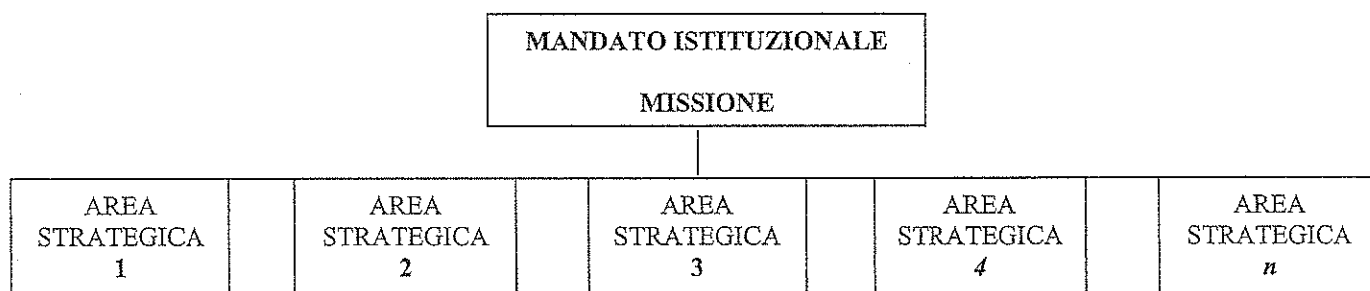 MANDATO ISTITUZIONALE
MISSIONE
AREA STRATEGICA 1
AREA STRATEGICA 2
AREA STRATEGICA 3
AREA STRATEGICA 4
AREA STRATEGICA n